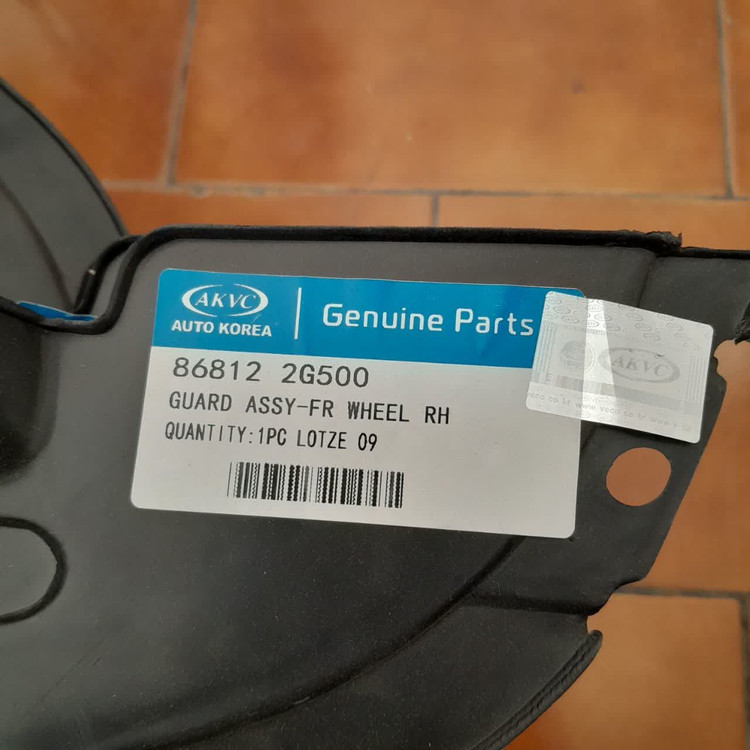 AKVC
AUTO KOREA
Genuine Parts
86812 2G500
GUARD ASSY-FR WHEEL RH
QUANTITY:1PC LOTZE 09
AKVC